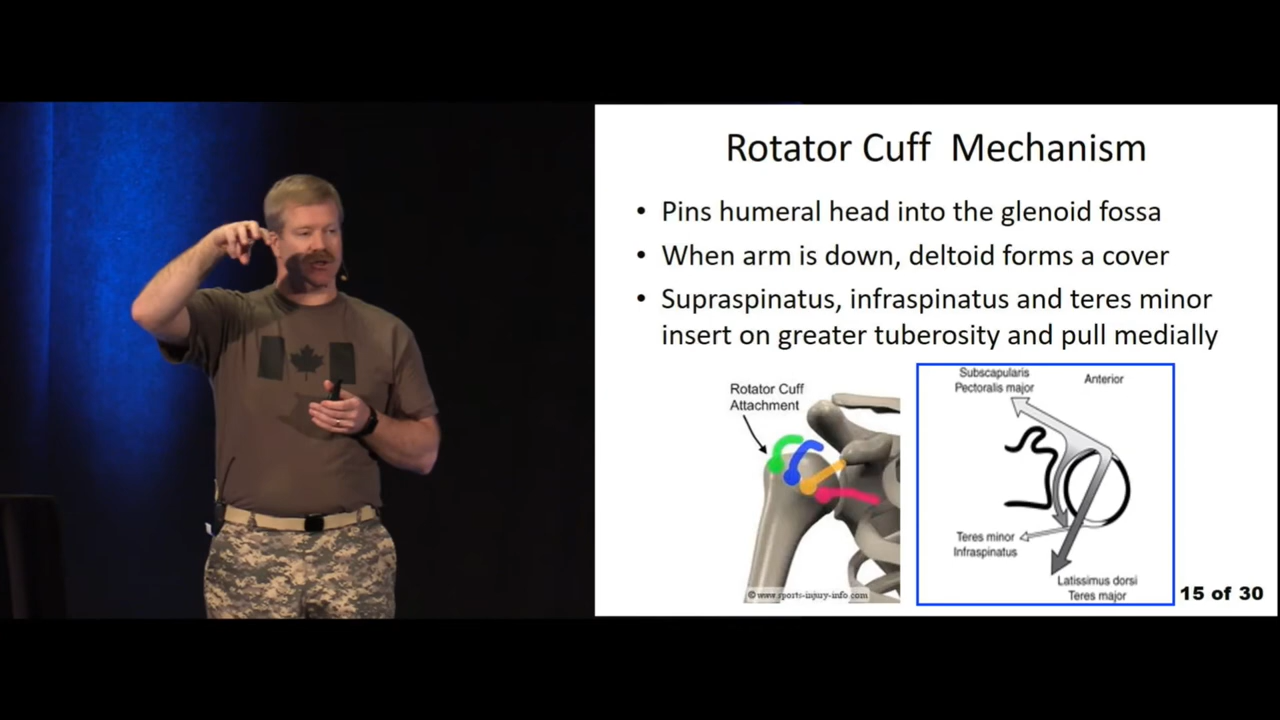 Rotator Cuff  Mechanism
• Pins humeral head into the glenoid fossa
• When arm is down, deltoid forms a cover
• Supraspinatus, infraspinatus and teres minor
insert on greater tuberosity and pull medially
Rotator Cuff
Attachment
© www.sports-injury-info.com
Subscapularis
Pectoralis major
Anterior
Teres minor
Infraspinatus
Latissimus dorsi
Teres major
15 of 30